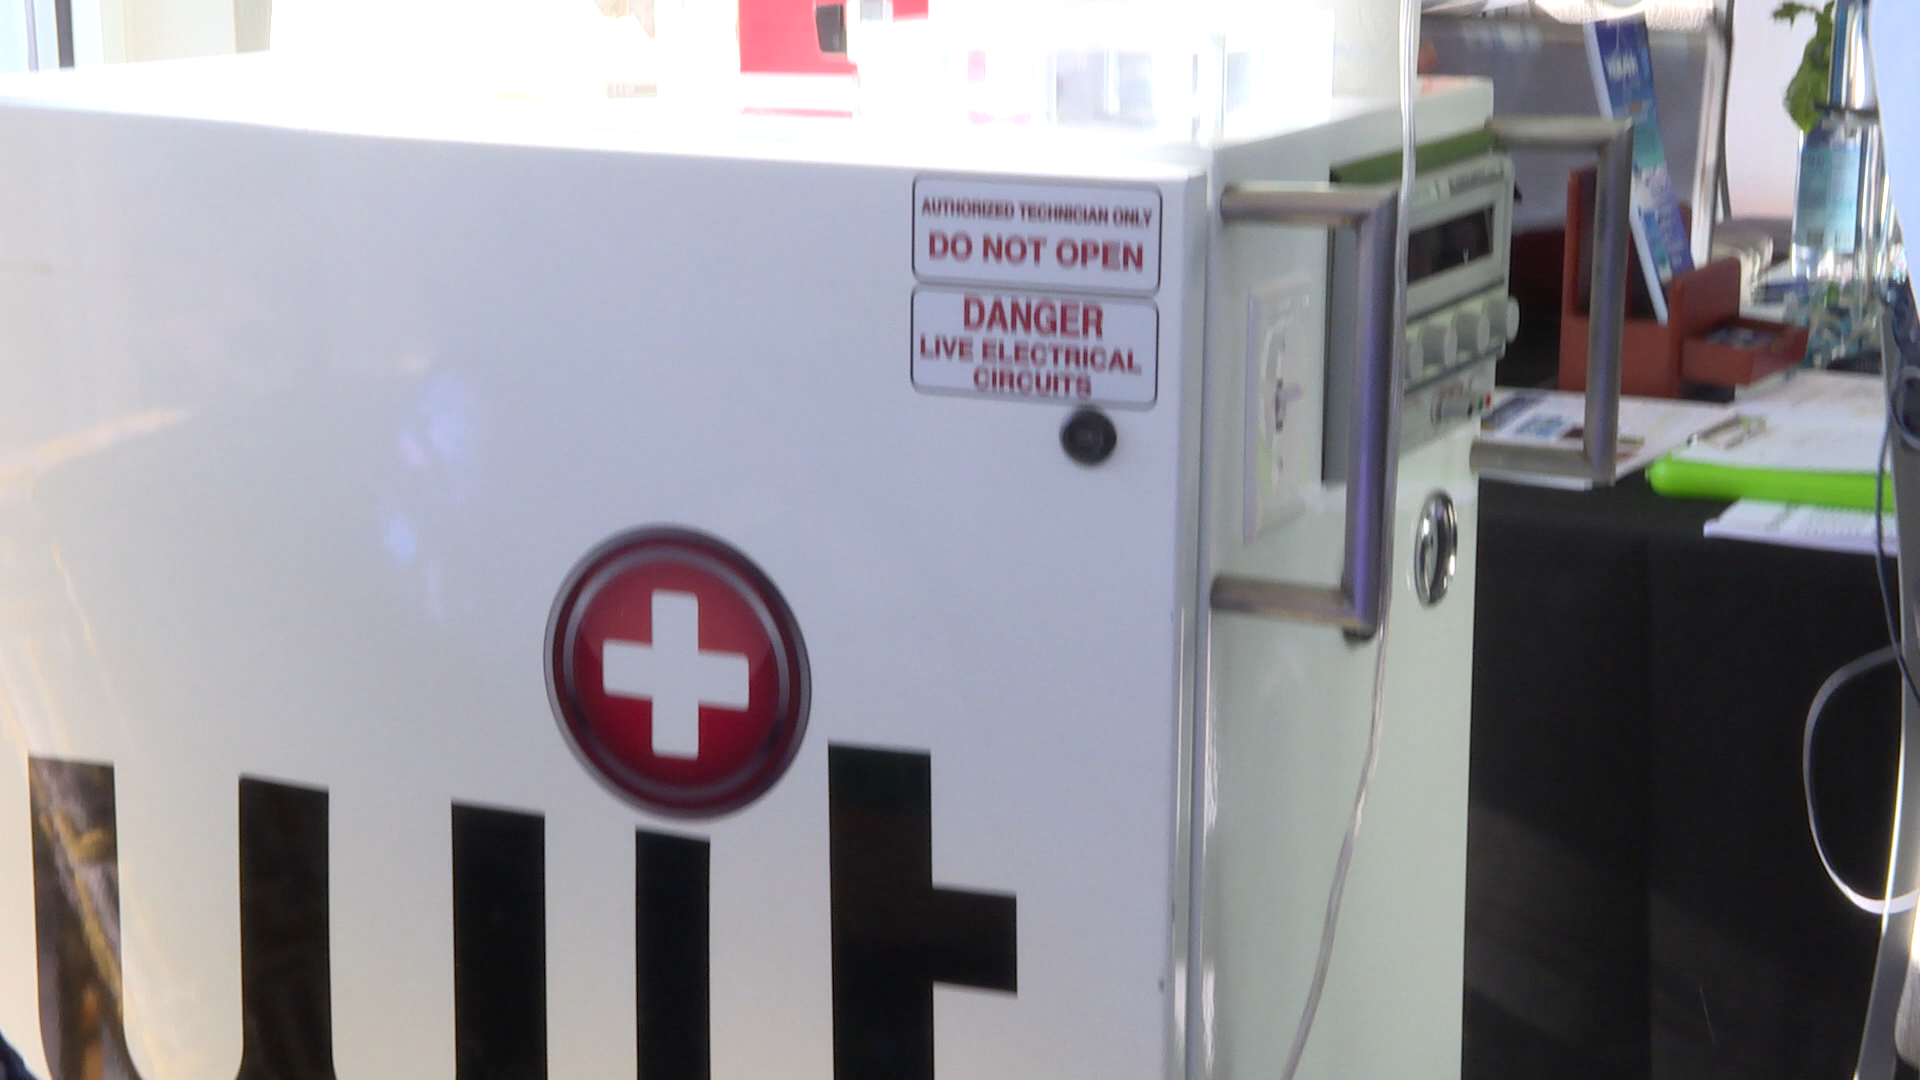 AUTHORIZED TECHNICIAN ONLY
DO NOT OPEN
DANGER
LIVE ELECTRICAL
CIRCUITS